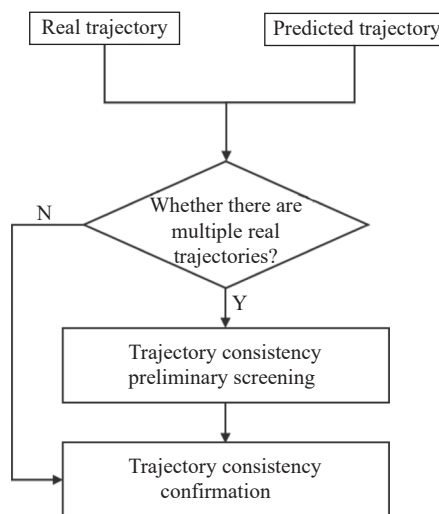 Real trajectory
Predicted trajectory
Whether there are
multiple real
trajectories?
N
Y
Trajectory consistency
preliminary screening
Trajectory consistency
confirmation